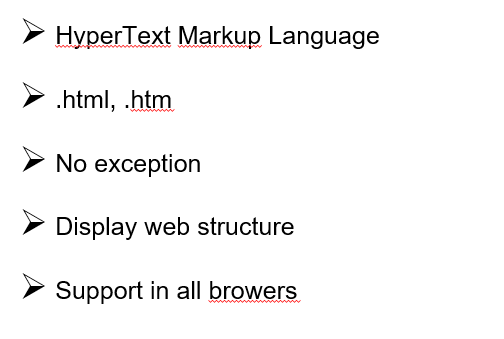 HyperText Markup Language
.html, .htm
No exception
Display web structure
Support in all browers